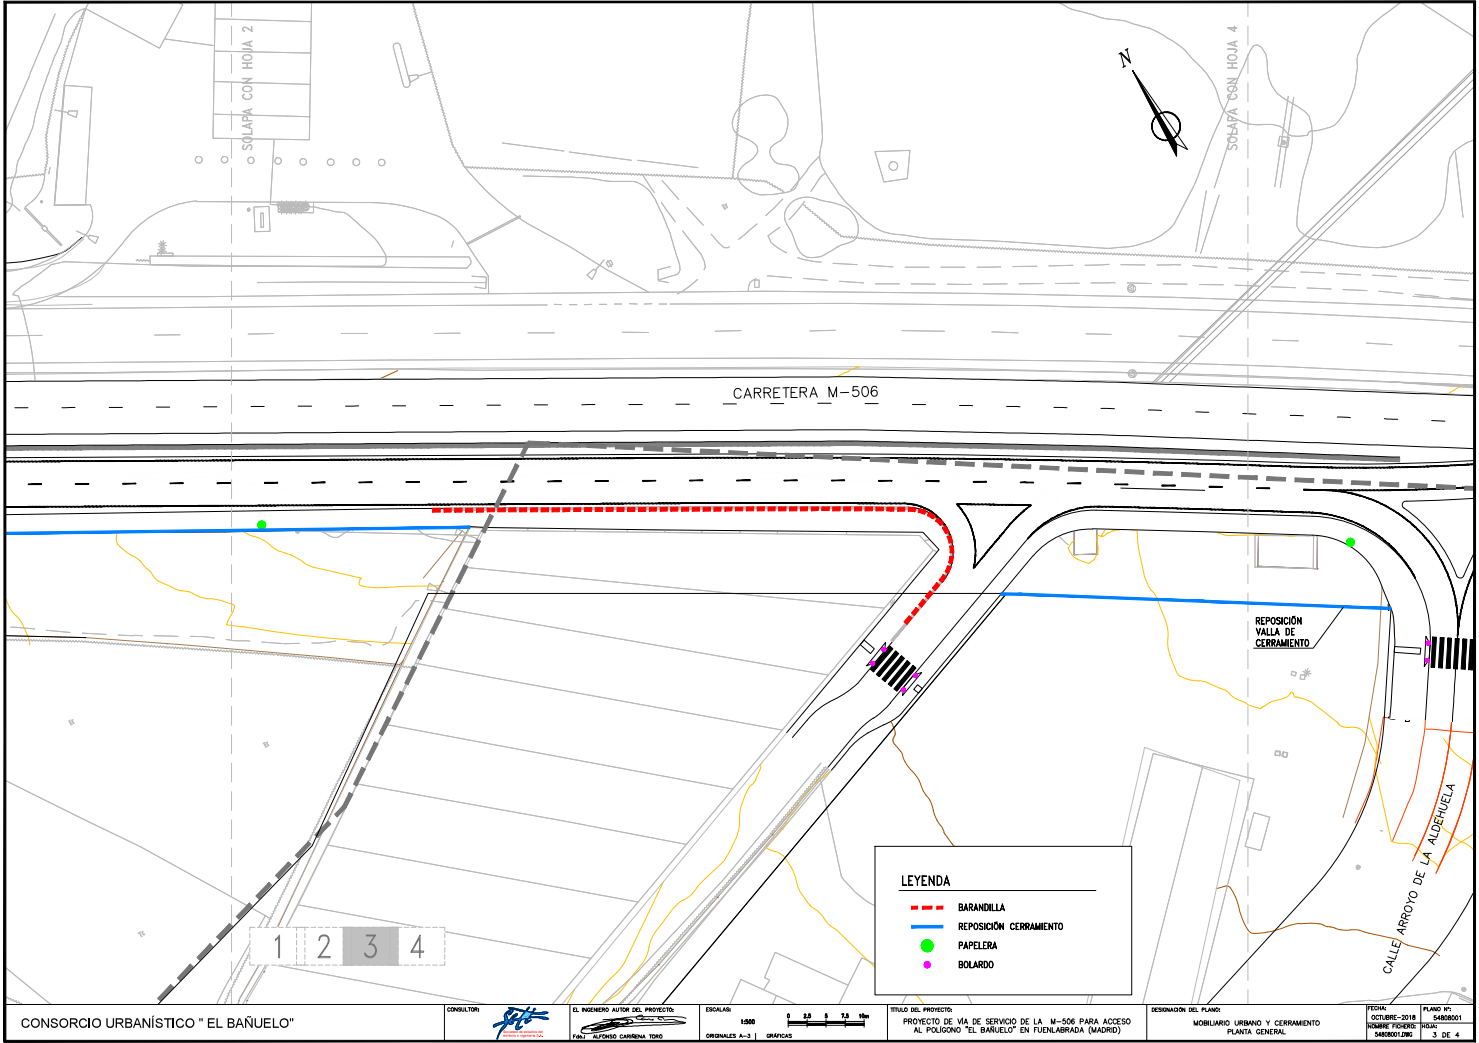 SOLAPA CON HOJA 2
SOLAPA CON HOJA 4
N
CARRETERA M-506
REPOSICIÓN
VALLA DE
CERRAMIENTO
CALLE ARROYO DE LA ALDEHUELA
LEYENDA
BARANDILLA
REPOSICIÓN CERRAMIENTO
PAPELERA
BOLARDO
1 2 3 4
CONSORCIO URBANÍSTICO " EL BAÑUELO"
CONSULTOR:
EL INGENIERO AUTOR DEL PROYECTO:
Fdo.: ALFONSO CARIÑENA TORO
ESCALAS:
1:500
ORIGINALES A-3
GRÁFICAS
0 2,5 5 7,5 10m
TITULO DEL PROYECTO:
PROYECTO DE VÍA DE SERVICIO DE LA M-506 PARA ACCESO
AL POLÍGONO "EL BAÑUELO" EN FUENLABRADA (MADRID)
DESIGNACIÓN DEL PLANO:
MOBILIARIO URBANO Y CERRAMIENTO
PLANTA GENERAL
FECHA:
OCTUBRE-2018
NOMBRE FICHERO:
54808001.DWG
PLANO Nº:
54808001
HOJA:
3 DE 4